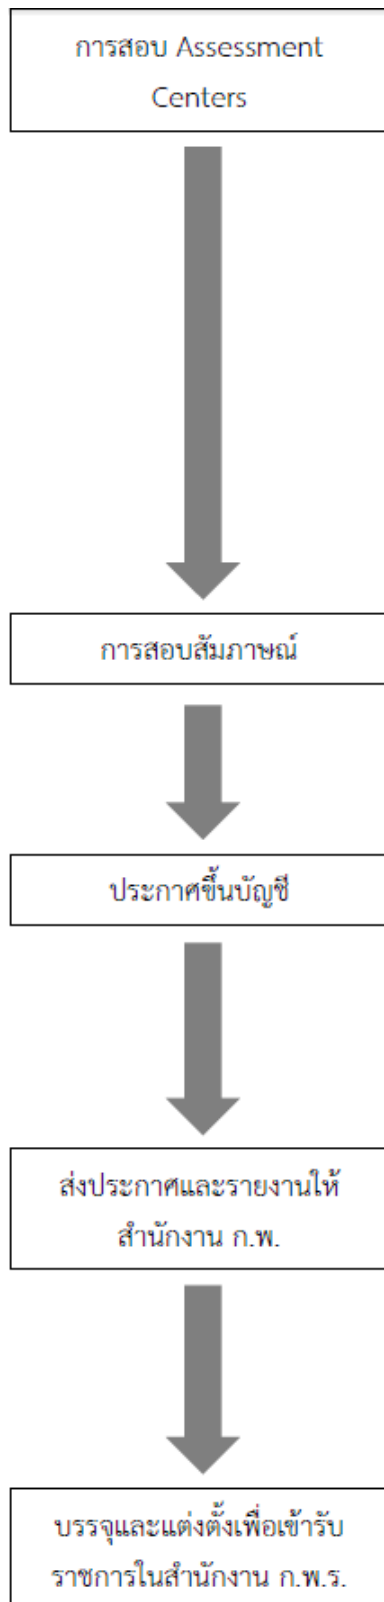 การสอบ Assessment
Centers
การสอบสัมภาษณ์
ประกาศขึ้นบัญชี
ส่งประกาศและรายงานให้
สำนักงาน ก.พ.
บรรจุและแต่งตั้งเพื่อเข้ารับ
ราชการในสำนักงาน ก.พ.ร.